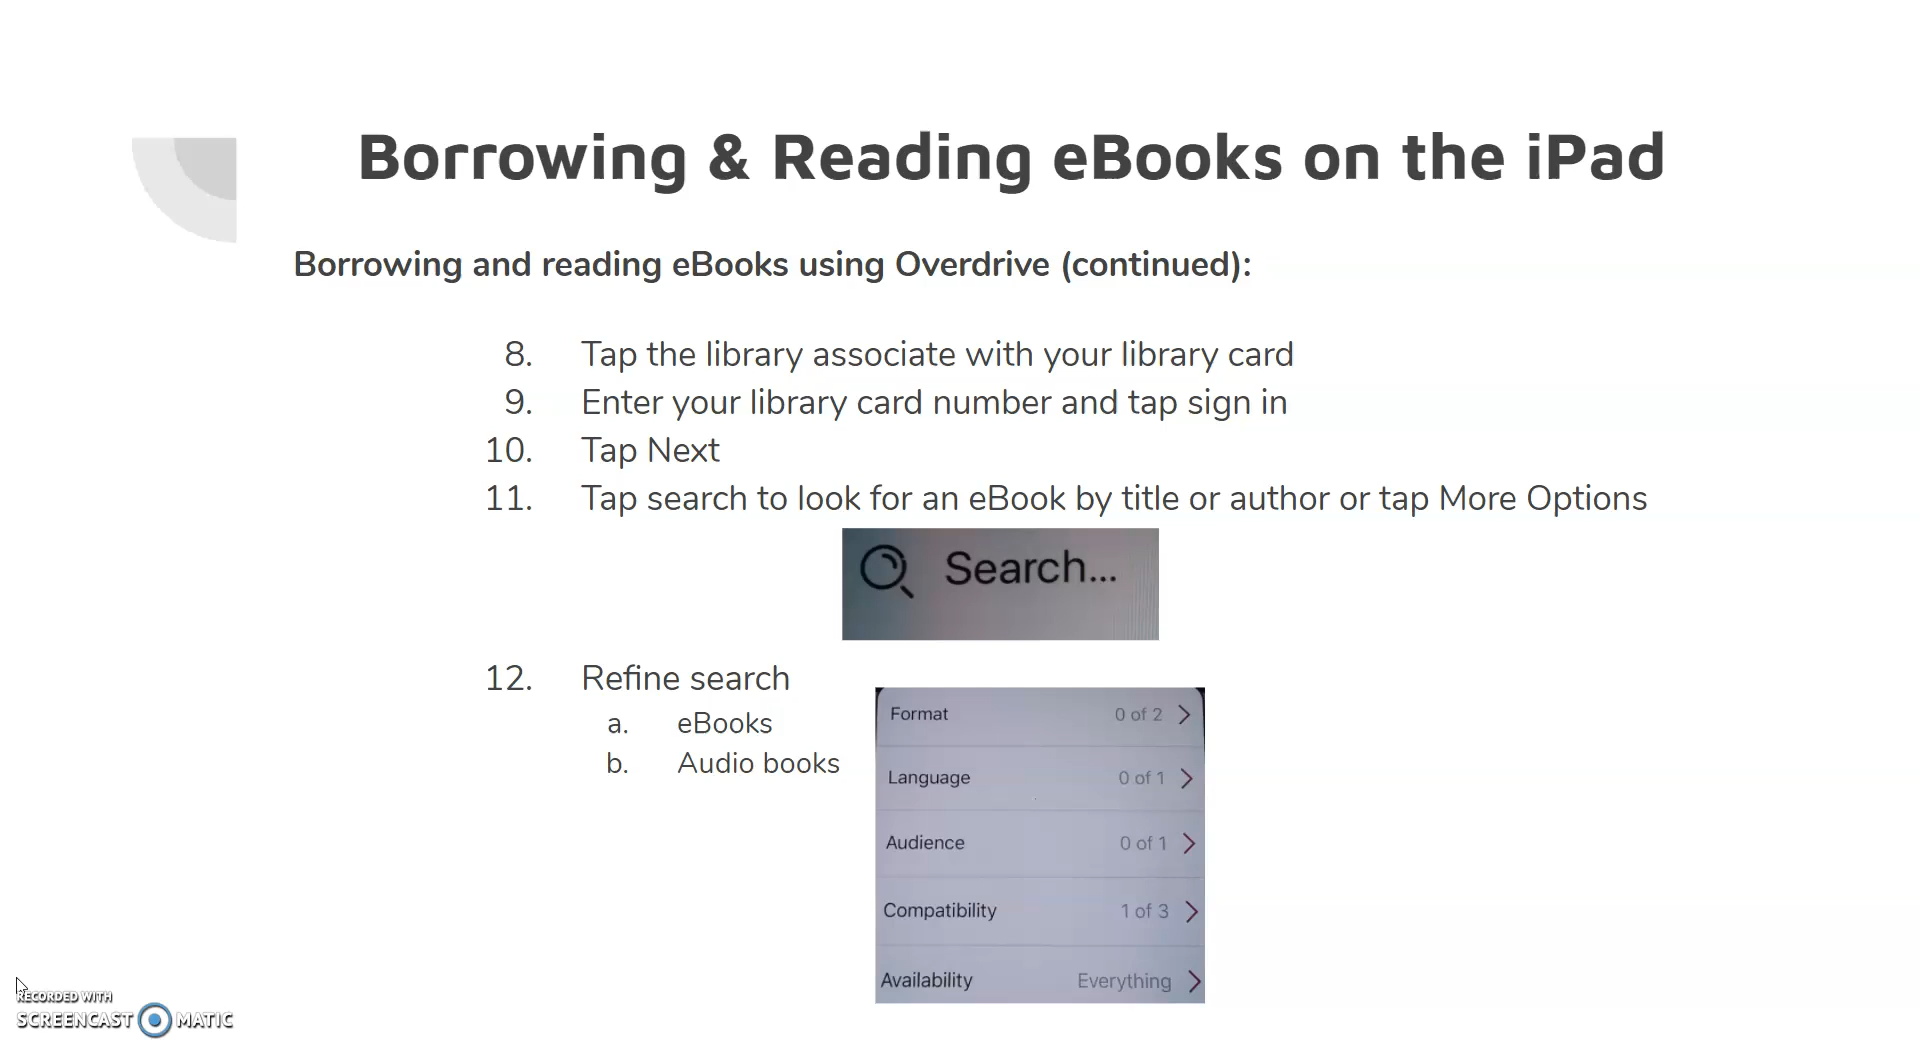 Borrowing & Reading eBooks on the iPad
Borrowing and reading eBooks using Overdrive (continued):
8. Tap the library associate with your library card
9. Enter your library card number and tap sign in
10. Tap Next
11. Tap search to look for an eBook by title or author or tap More Options
Search...
12. Refine search
a. eBooks
b. Audio books
Format 0 of 2
Language 0 of 1
Audience 0 of 1
Compatibility 1 of 3
Availability Everything
RECORDED WITH
SCREENCAST MATIC